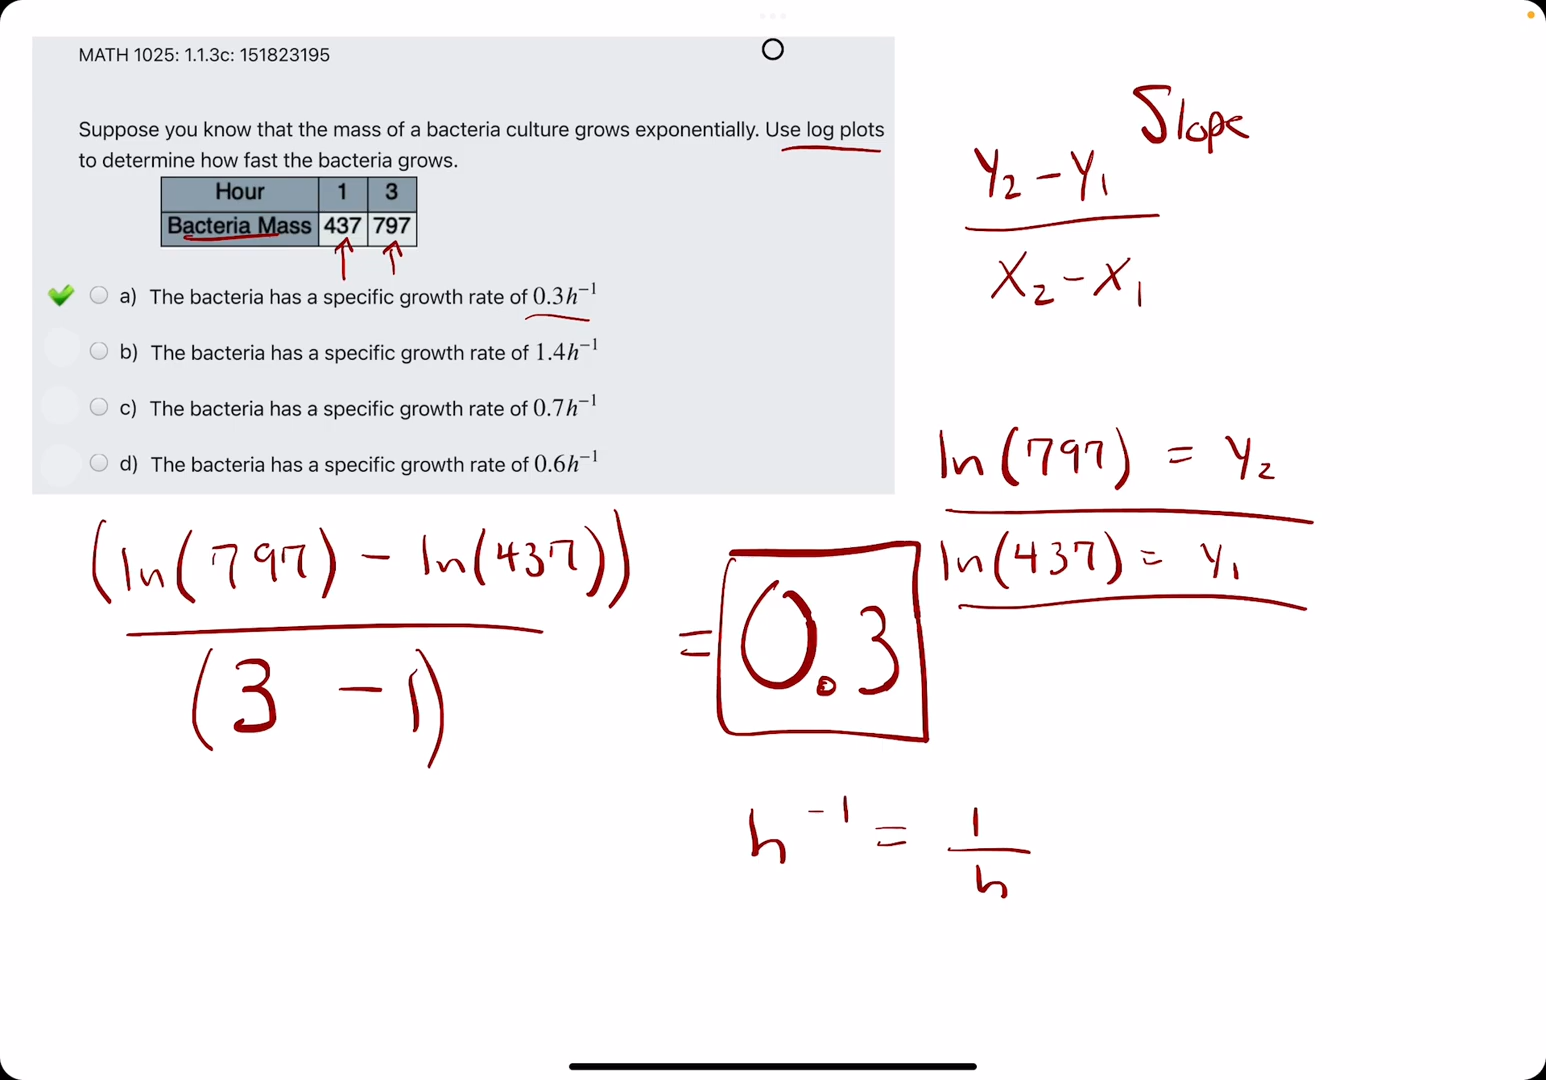 MATH 1025: 1.1.3c: 151823195
Suppose you know that the mass of a bacteria culture grows exponentially. Use log plots
to determine how fast the bacteria grows.
Hour 1 3
Bacteria Mass 437 797
a) The bacteria has a specific growth rate of 0.3h⁻¹
b) The bacteria has a specific growth rate of 1.4h⁻¹
c) The bacteria has a specific growth rate of 0.7h⁻¹
d) The bacteria has a specific growth rate of 0.6h⁻¹
Slope
Y₂ - Y₁
X₂ - X₁
ln(797) = Y₂
ln(437) = Y₁
(ln(797) - ln(437))
(3 - 1)
= 0.3
h⁻¹ = 1
h